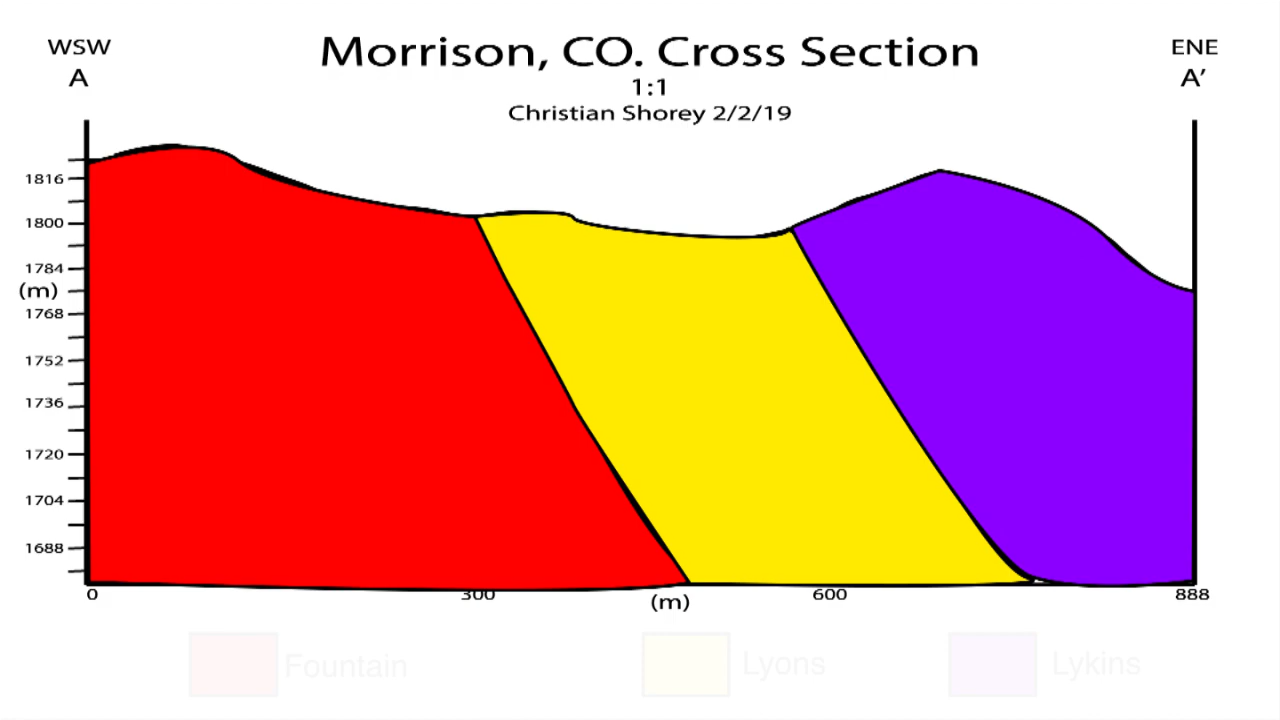 WSW
A
Morrison, CO. Cross Section
1:1
Christian Shorey 2/2/19
ENE
A’
1816
1800
1784
(m)
1768
1752
1736
1720
1704
1688
0
300
(m)
600
888
Fountain
Lyons
Lykins